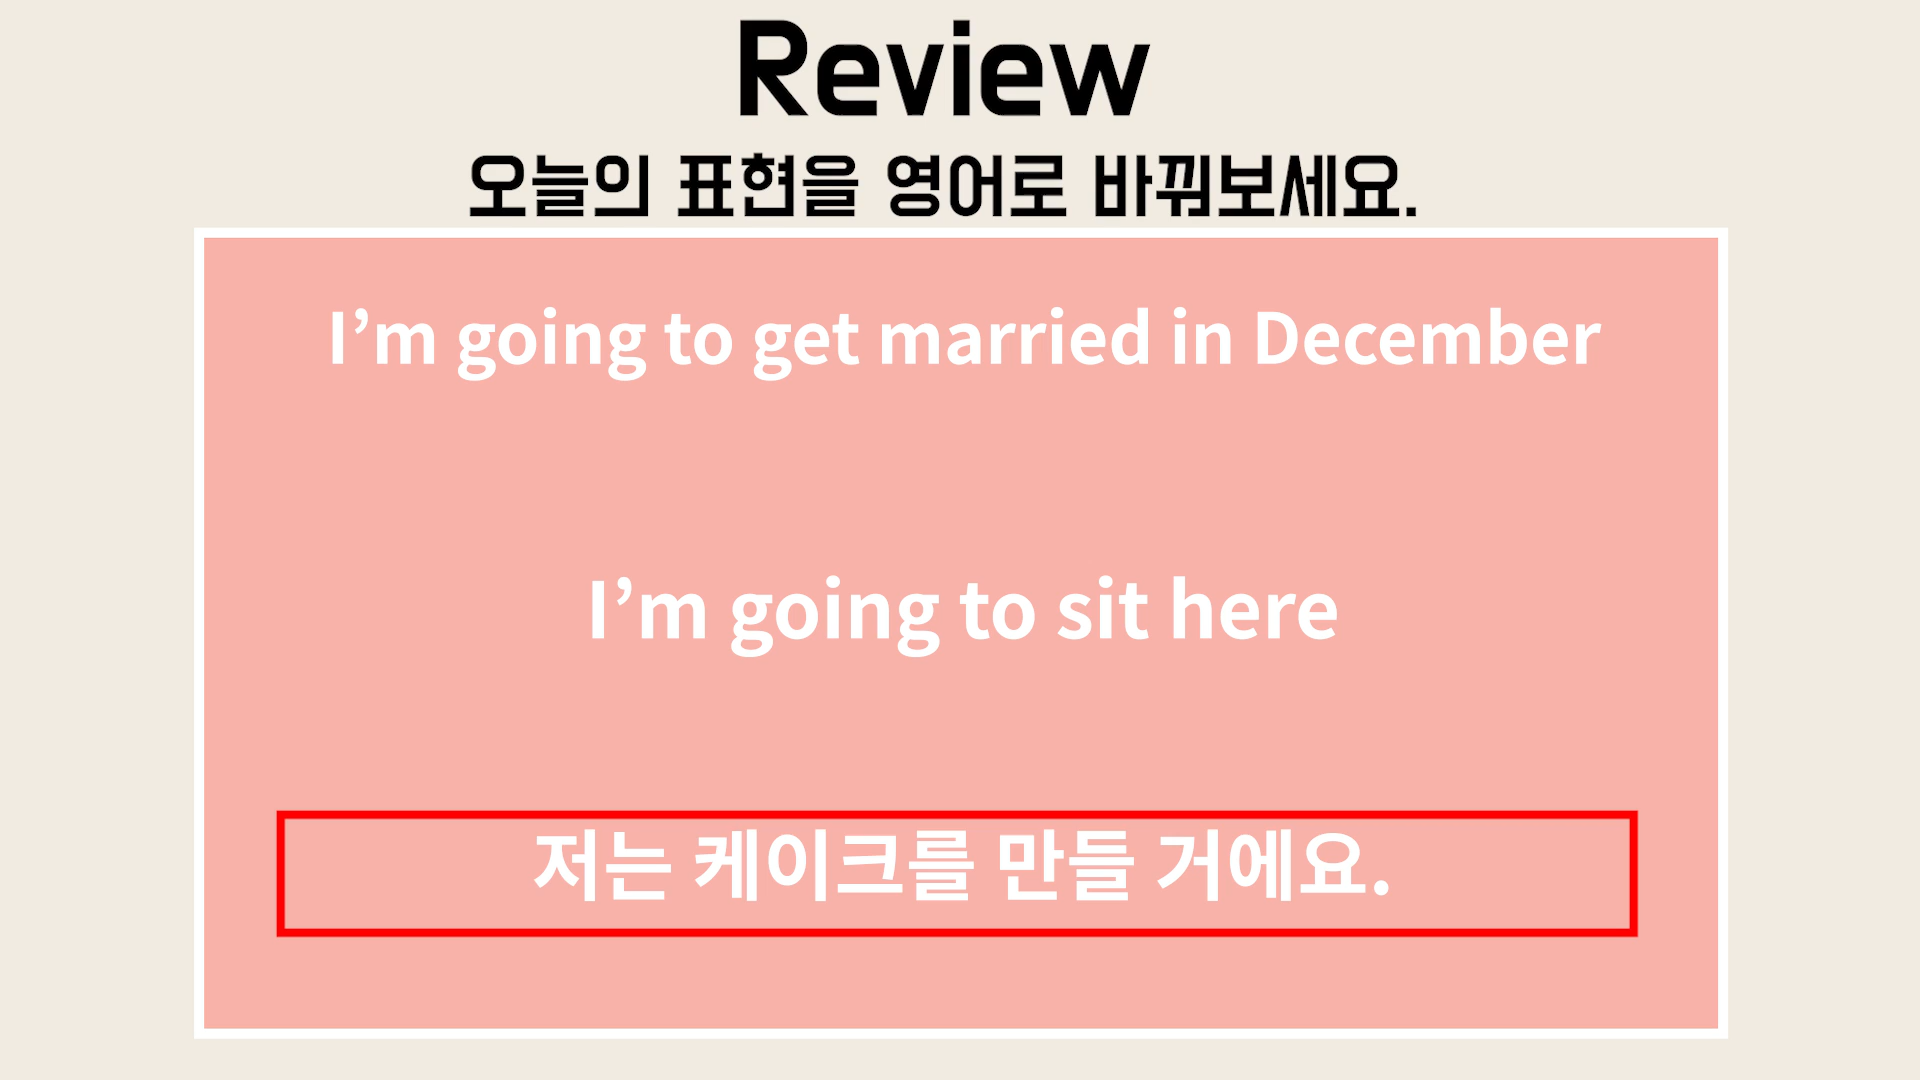 Review
오늘의 표현을 영어로 바꿔보세요.
I’m going to get married in December
I’m going to sit here
저는 케이크를 만들 거에요.